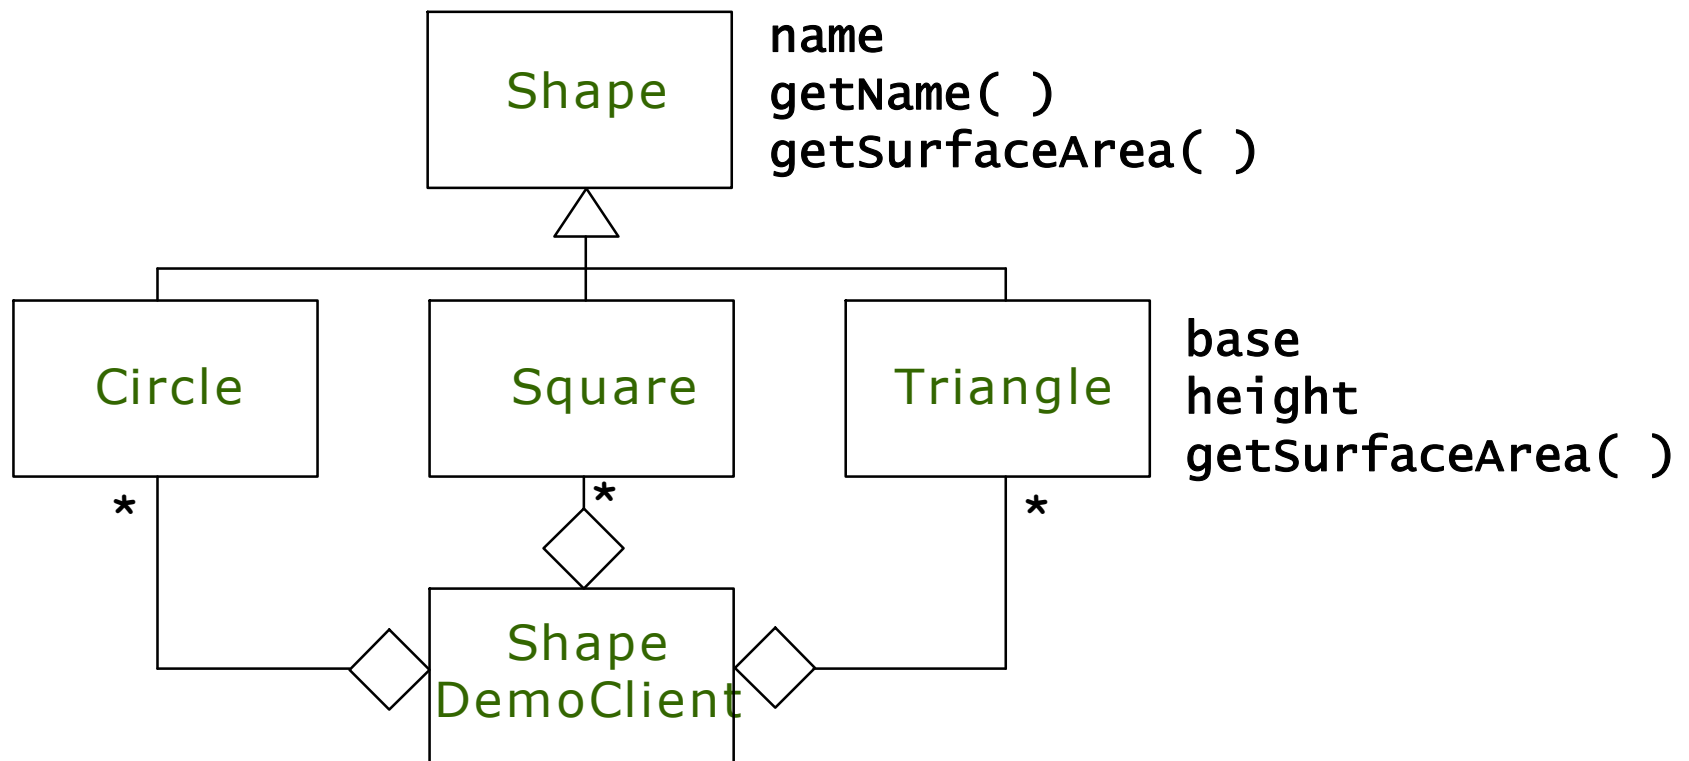 Shape
name
getName( )
getSurfaceArea( )
Circle
Square
Triangle
base
height
getSurfaceArea( )
*
*
*
Shape
DemoClient